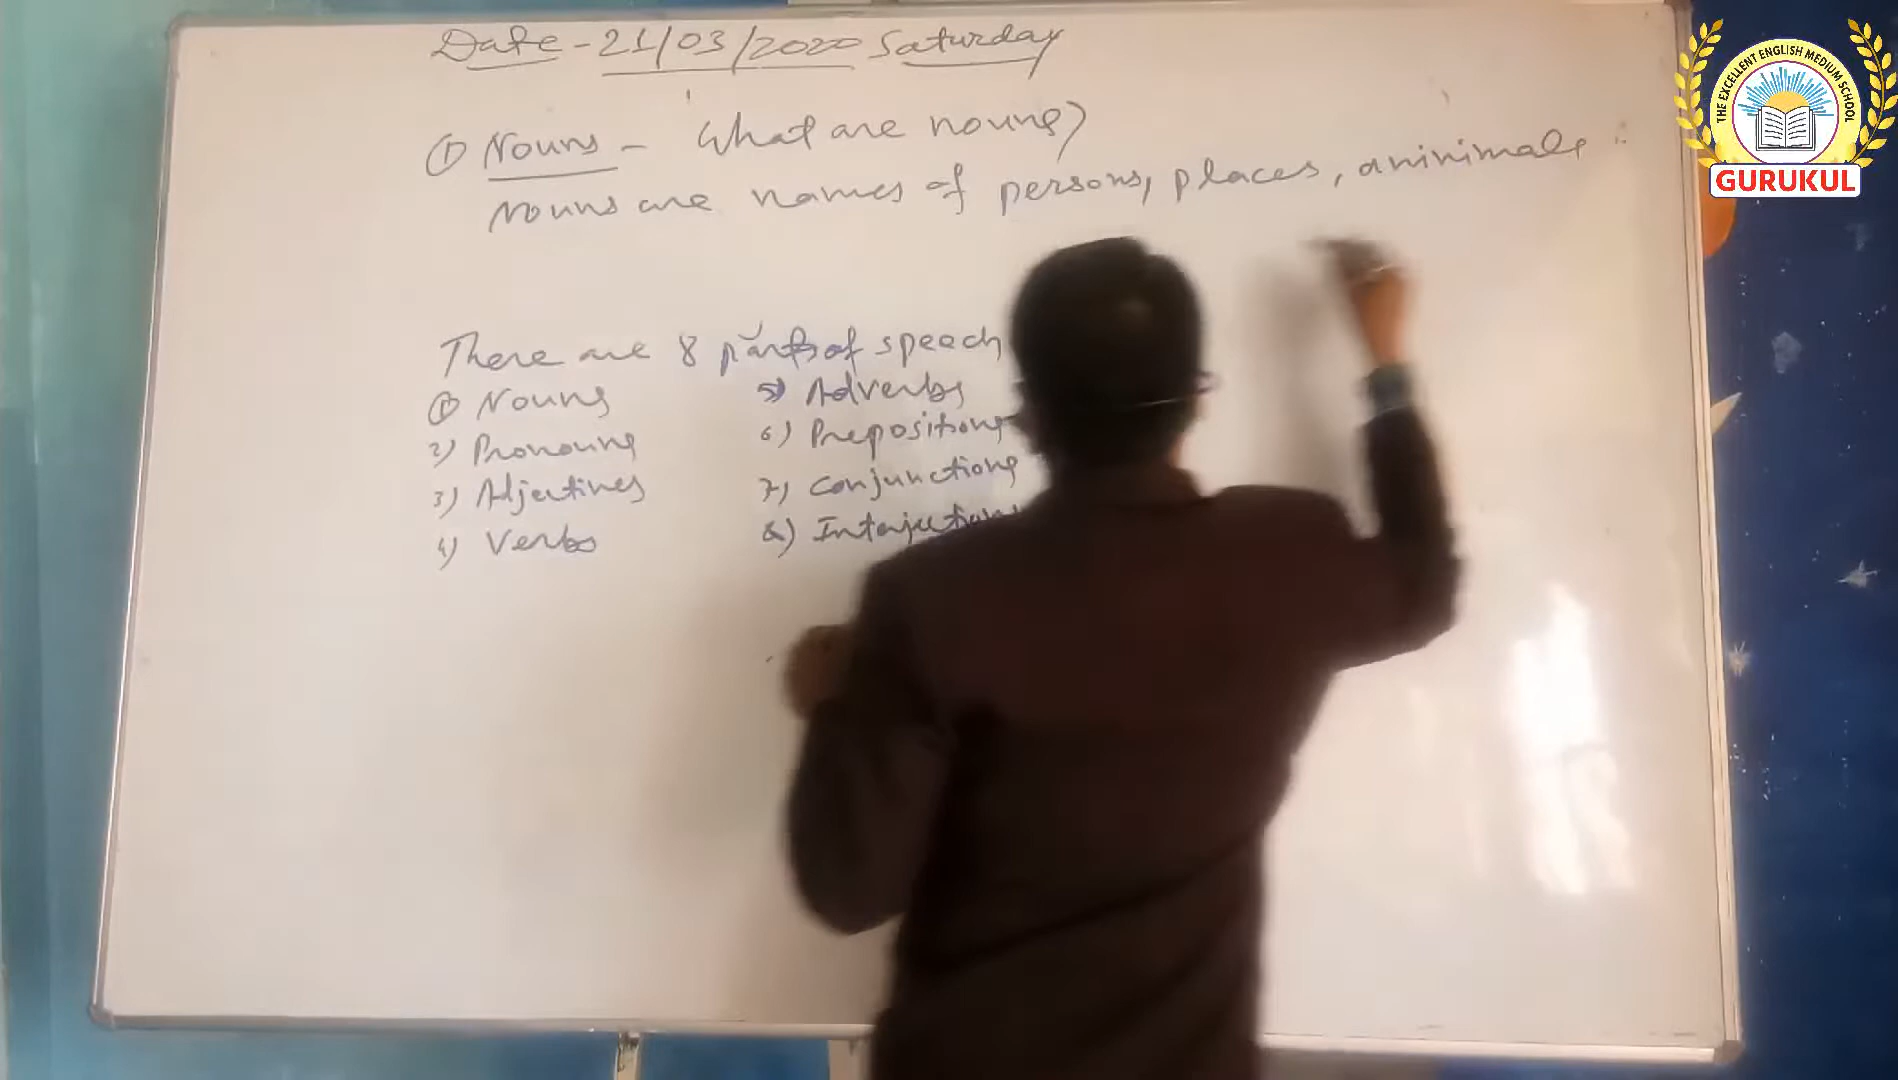 Date - 21/03/2020 Saturday
① Nouns - What are nouns?
Nouns are names of persons, places, aninimals
There are 8 parts of speech
① Nouns
2) Pronouns
3) Adjectives
4) Verbs
5) Adverbs
6) Prepositions
7) Conjunctions
8) Interjections
THE EXCELLENT ENGLISH MEDIUM SCHOOL
GURUKUL